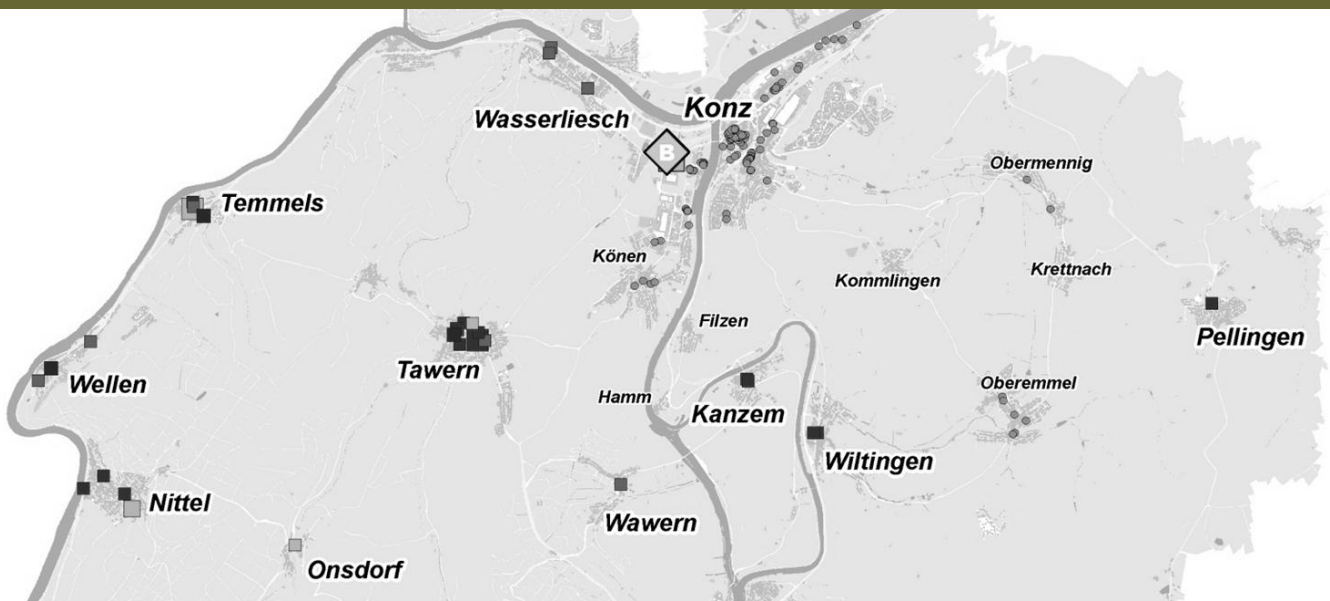 Konz
Wasserliesch
B
Obermennig
Temmels
Könen
Kommlingen
Krettnach
Filzen
Pellingen
Tawern
Wellen
Oberemmel
Hamm
Kanzem
Wiltingen
Nittel
Wawern
Onsdorf